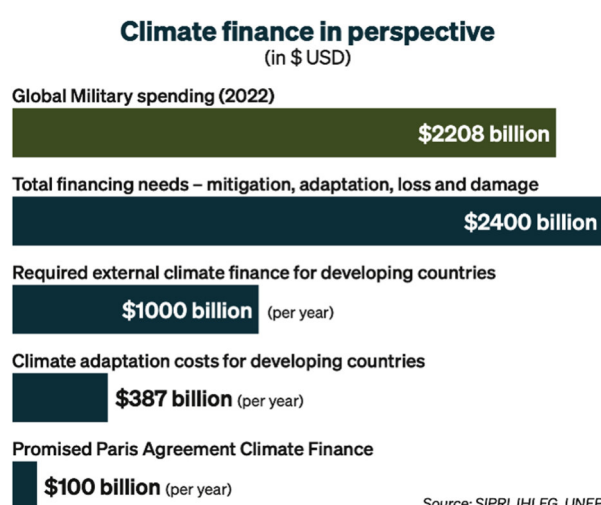 Climate finance in perspective
(in $ USD)
Global Military spending (2022)
$2208 billion
Total financing needs – mitigation, adaptation, loss and damage
$2400 billion
Required external climate finance for developing countries
$1000 billion (per year)
Climate adaptation costs for developing countries
$387 billion (per year)
Promised Paris Agreement Climate Finance
$100 billion (per year)
Source: SIPRI, IHLEG, UNEP